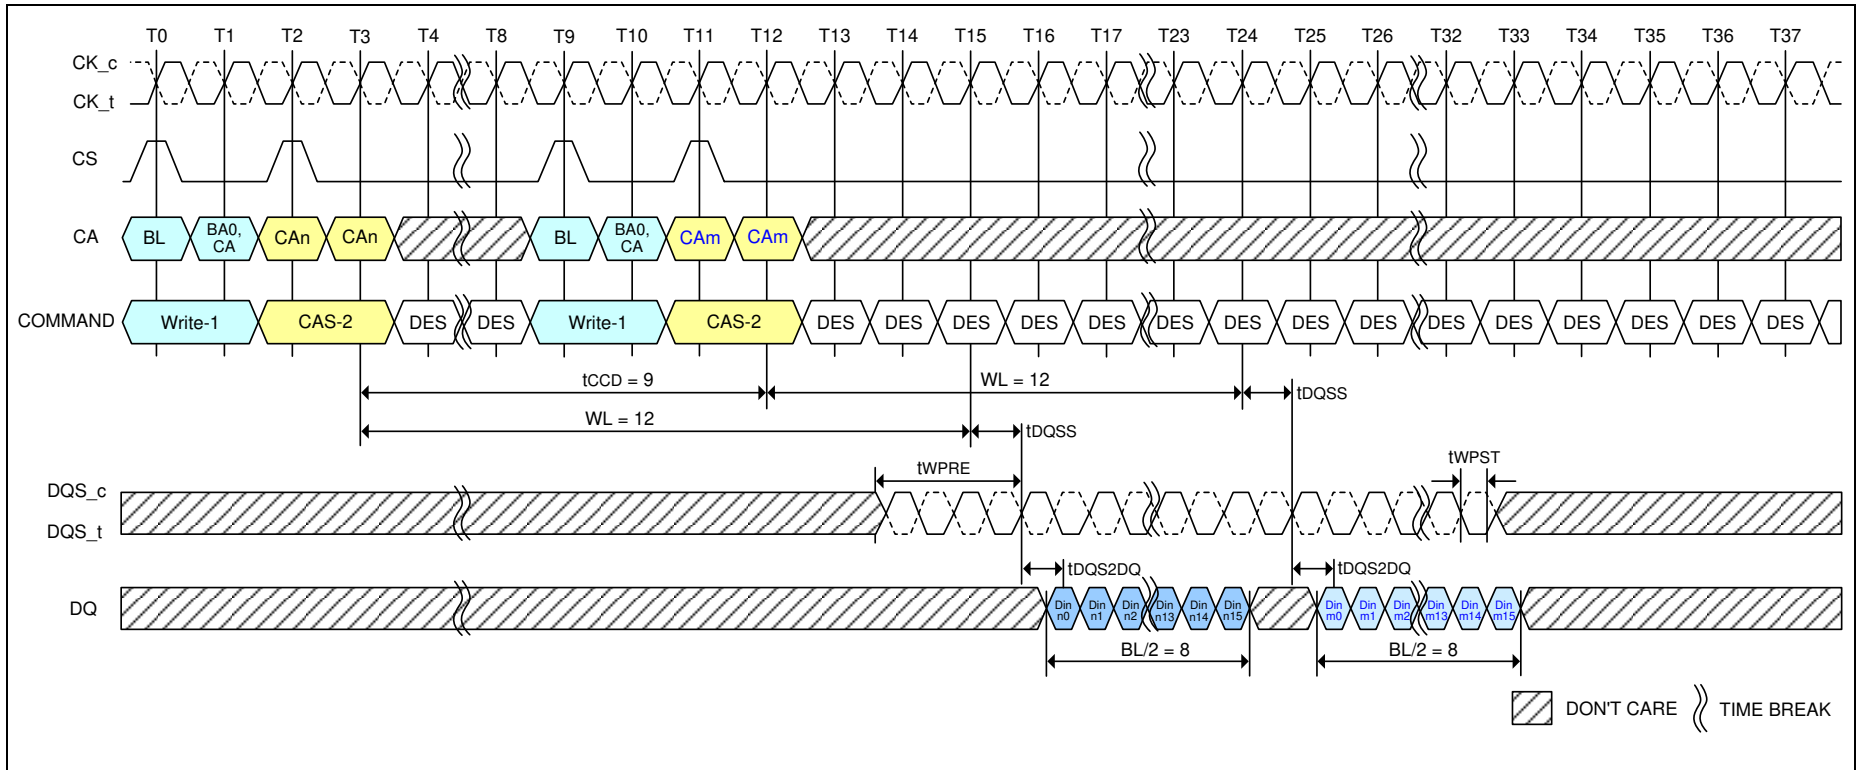 T0 T1 T2 T3 T4 T8 T9 T10 T11 T12 T13 T14 T15 T16 T17 T23 T24 T25 T26 T32 T33 T34 T35 T36 T37
CK_c
CK_t
CS
CA BL BA0, CA CAn CAn BL BA0, CA CAm CAm
COMMAND Write-1 CAS-2 DES DES Write-1 CAS-2 DES DES DES DES DES DES DES DES DES DES DES DES DES DES DES
tCCD = 9 WL = 12 tDQSS
WL = 12 tDQSS
tWPRE tWPST
DQS_c
DQS_t
tDQS2DQ tDQS2DQ
DQ Din n0 Din n1 Din n2 Din n13 Din n14 Din n15 Din m0 Din m1 Din m2 Din m13 Din m14 Din m15
BL/2 = 8 BL/2 = 8
DON'T CARE TIME BREAK